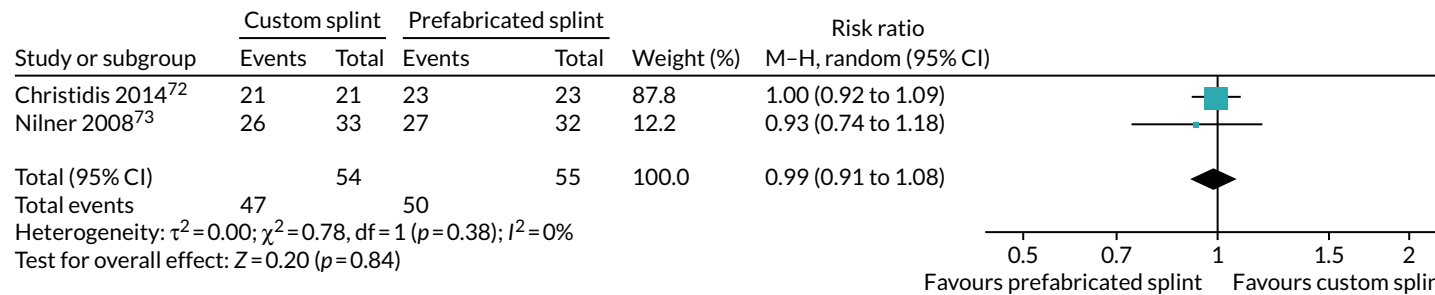 Custom splint Prefabricated splint Risk ratio
Study or subgroup Events Total Events Total Weight (%) M–H, random (95% CI)
Christidis 2014⁷² 21 21 23 23 87.8 1.00 (0.92 to 1.09)
Nilner 2008⁷³ 26 33 27 32 12.2 0.93 (0.74 to 1.18)
Total (95% CI) 54 55 100.0 0.99 (0.91 to 1.08)
Total events 47 50
Heterogeneity: τ² = 0.00; χ² = 0.78, df = 1 (p = 0.38); I² = 0%
Test for overall effect: Z = 0.20 (p = 0.84)
0.5 0.7 1 1.5 2
Favours prefabricated splint Favours custom